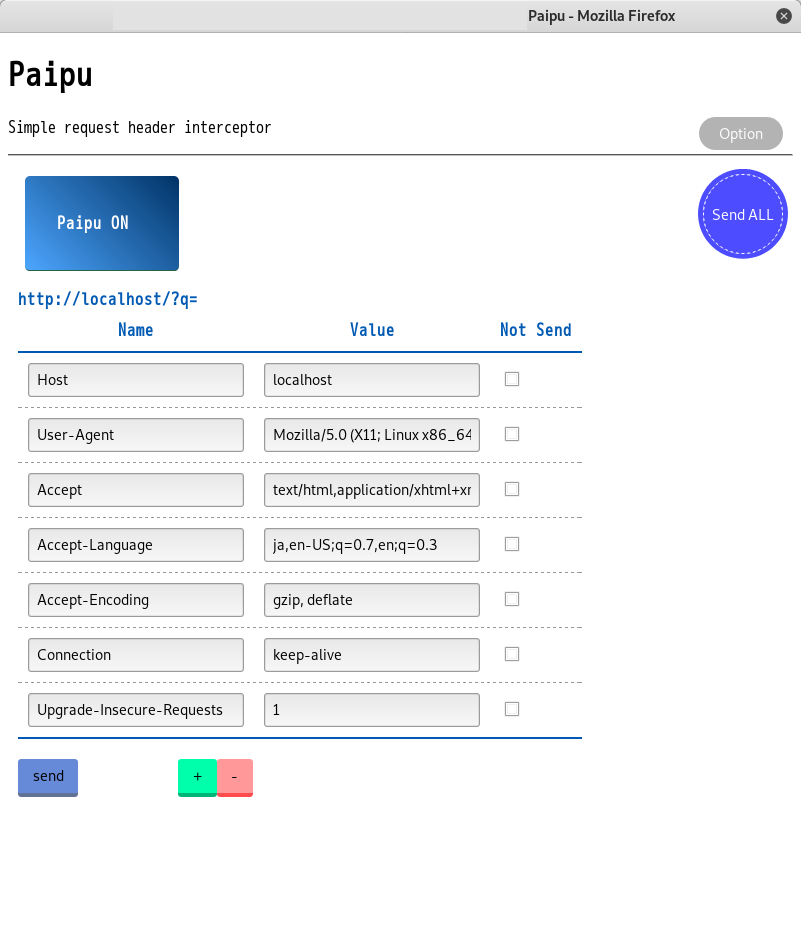 Paipu - Mozilla Firefox
Paipu
Simple request header interceptor
Option
Paipu ON
Send ALL
http://localhost/?q=
Name Value Not Send
Host localhost
User-Agent Mozilla/5.0 (X11; Linux x86_64
Accept text/html,application/xhtml+xr
Accept-Language ja,en-US;q=0.7,en;q=0.3
Accept-Encoding gzip, deflate
Connection keep-alive
Upgrade-Insecure-Requests 1
send + -